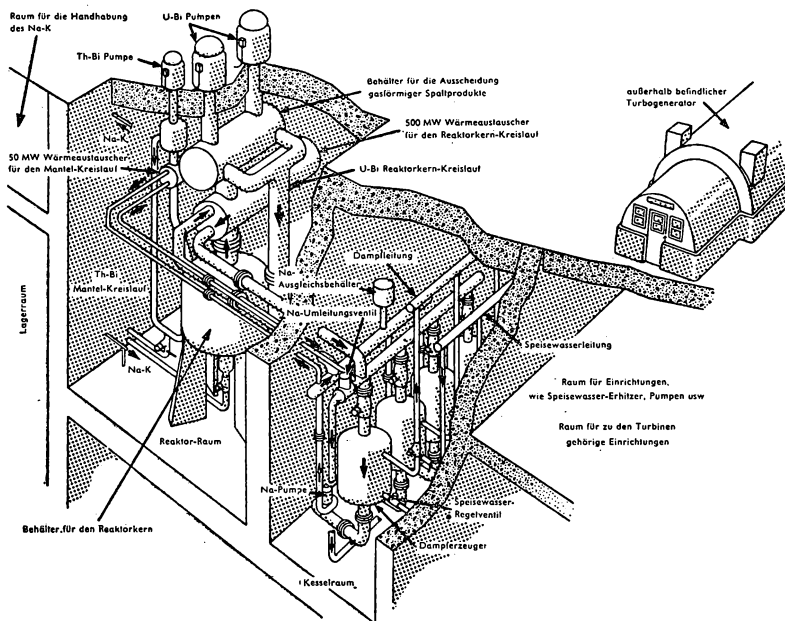 Raum für die Handhabung
des Na-K
U-Bi Pumpen
Th-Bi Pumpe
Behälter für die Ausscheidung
gasförmiger Spaltprodukte
außerhalb befindlicher
Turbogenerator
500 MW Wärmeaustauscher
für den Reaktorkern-Kreislauf
Na-K
50 MW Wärmeaustauscher
für den Mantel-Kreislauf
U-Bi Reaktorkern-Kreislauf
Dampfleitung
Th-Bi
Mantel-Kreislauf
Na-
Ausgleichsbehälter
Na-Umleitungsventil
Lagerraum
Speisewasserleitung
Na-K
Raum für Einrichtungen,
wie Speisewasser-Erhitzer, Pumpen usw
Raum für zu den Turbinen
gehörige Einrichtungen
Reaktor-Raum
Na-Pumpe
Speisewasser-
Regelventil
Behälter für den Reaktorkern
Dampferzeuger
Kesselraum